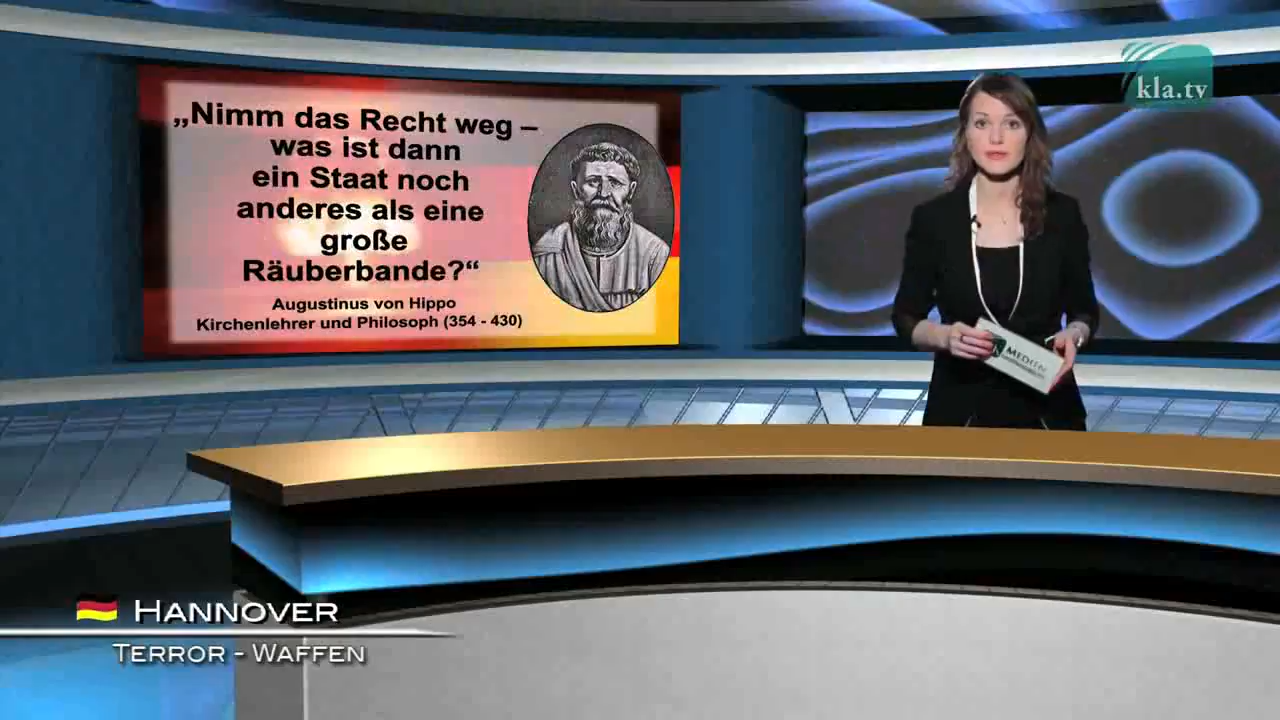 kla.tv
„Nimm das Recht weg –
was ist dann
ein Staat noch
anderes als eine
große
Räuberbande?“
Augustinus von Hippo
Kirchenlehrer und Philosoph (354 - 430)
MEDIEN
HANNOVER
TERROR - WAFFEN